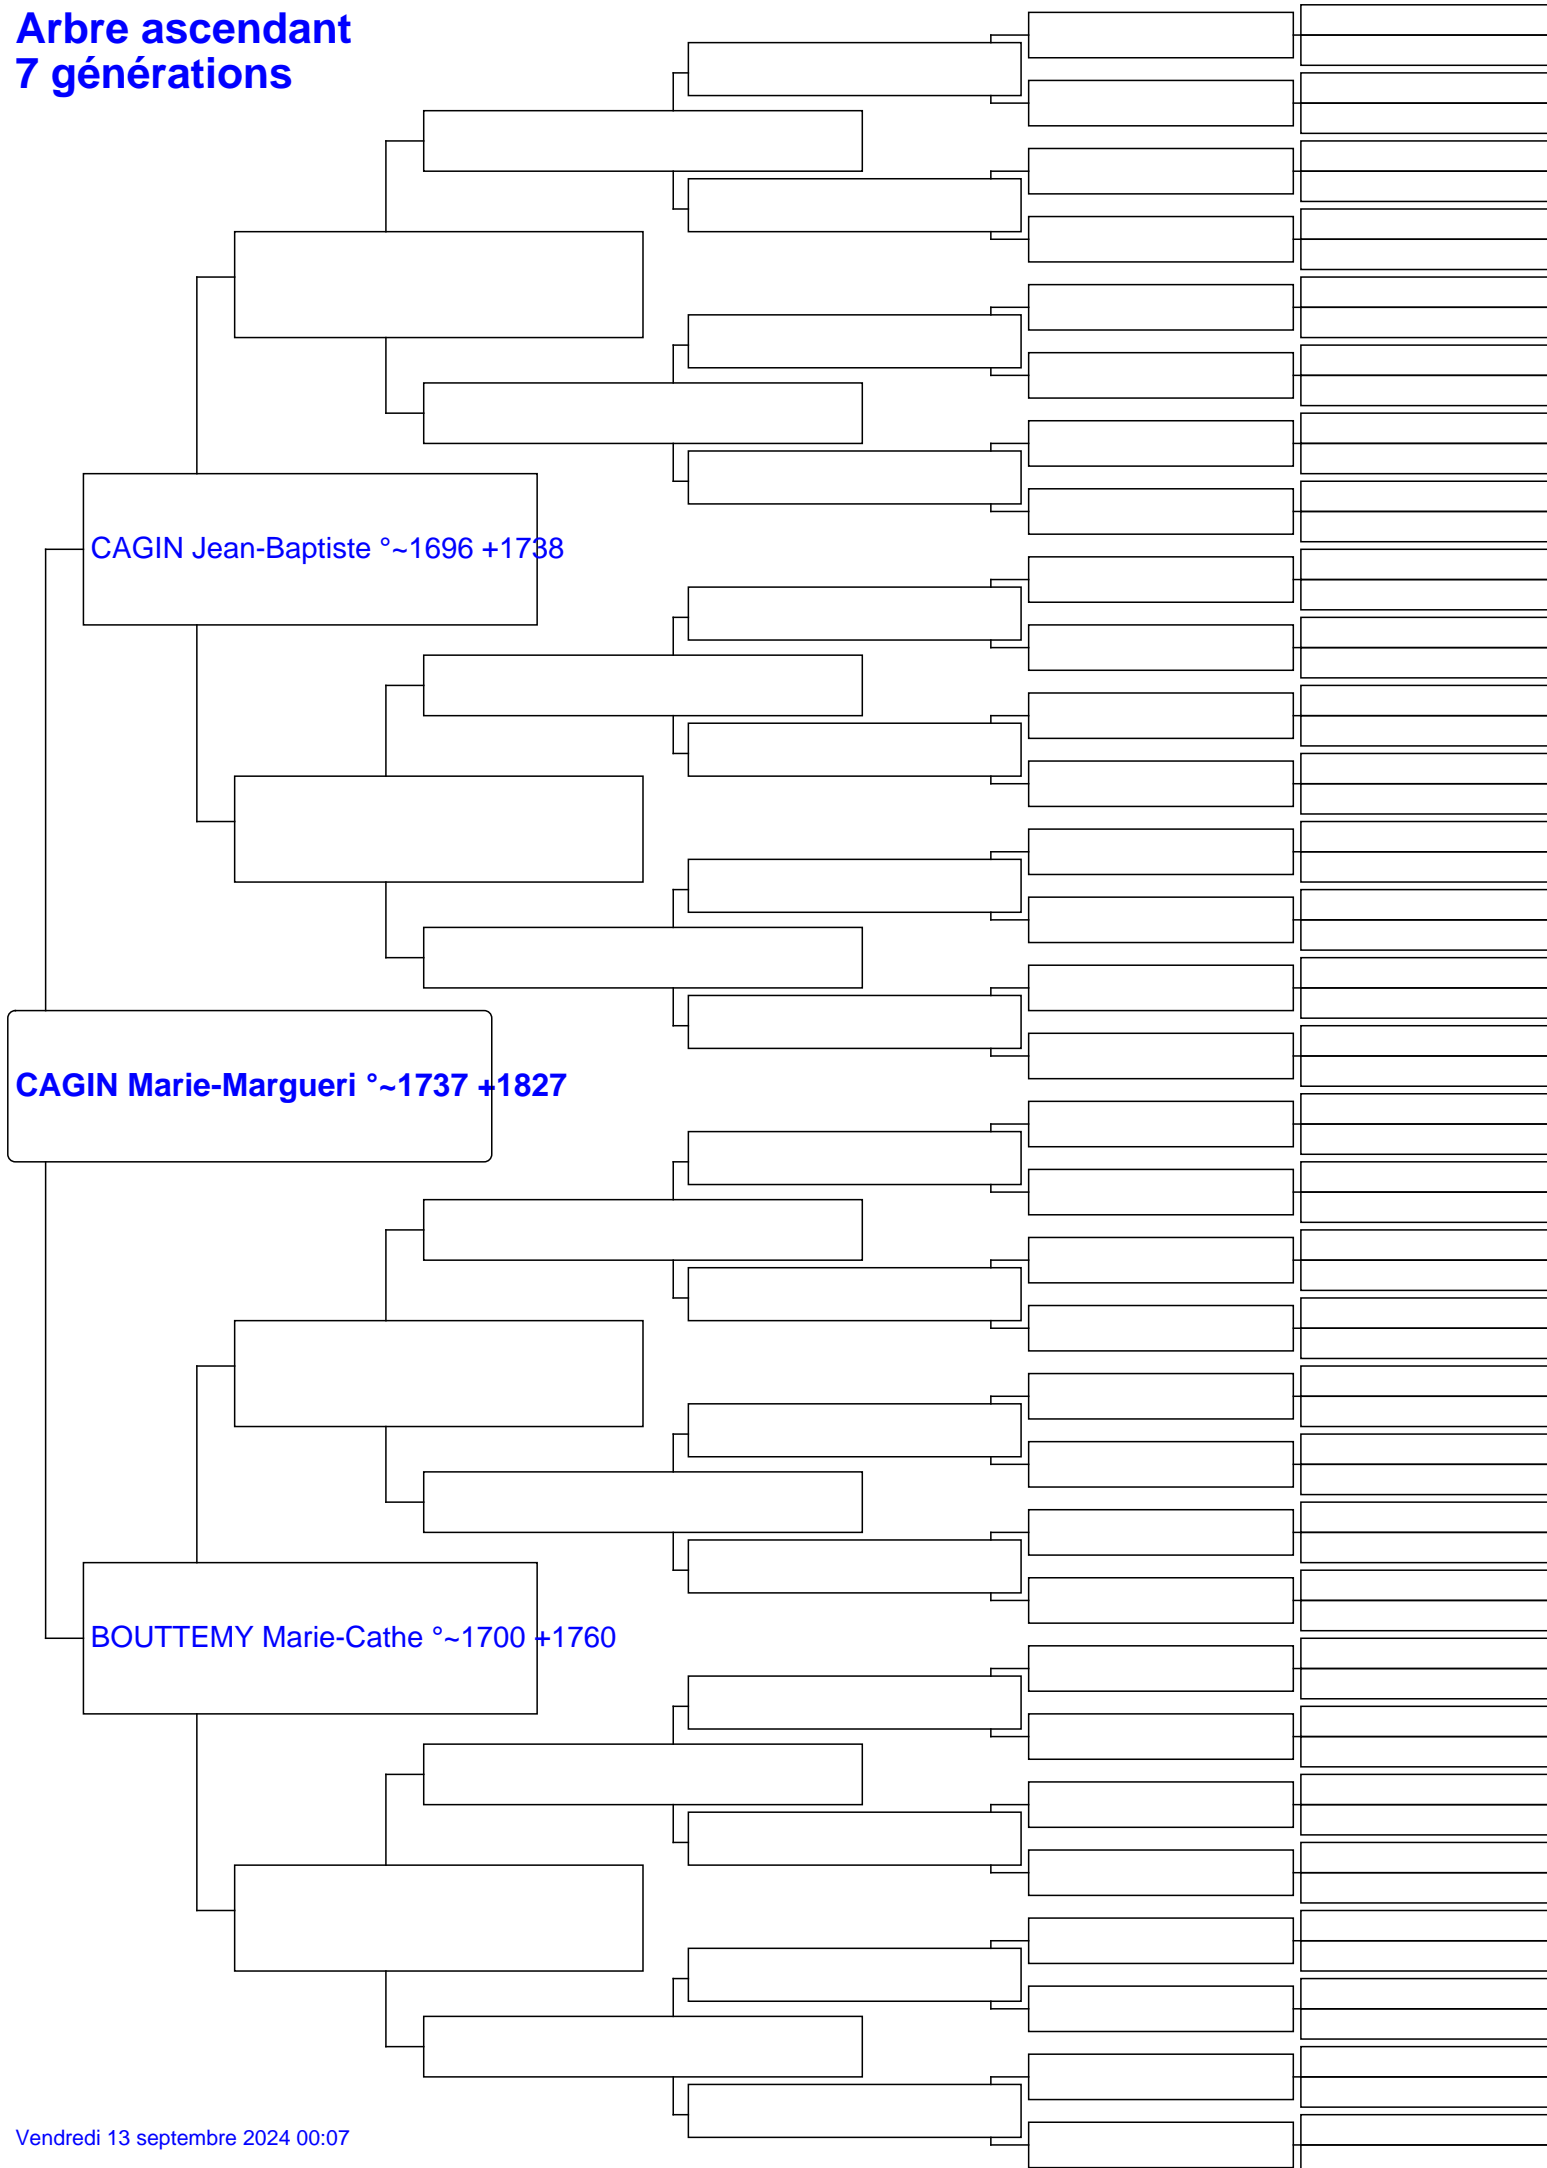 Arbre ascendant
7 générations
CAGIN Jean-Baptiste °~1696 +1738
CAGIN Marie-Margueri °~1737 +1827
BOUTTEMY Marie-Cathe °~1700 +1760
Vendredi 13 septembre 2024 00:07